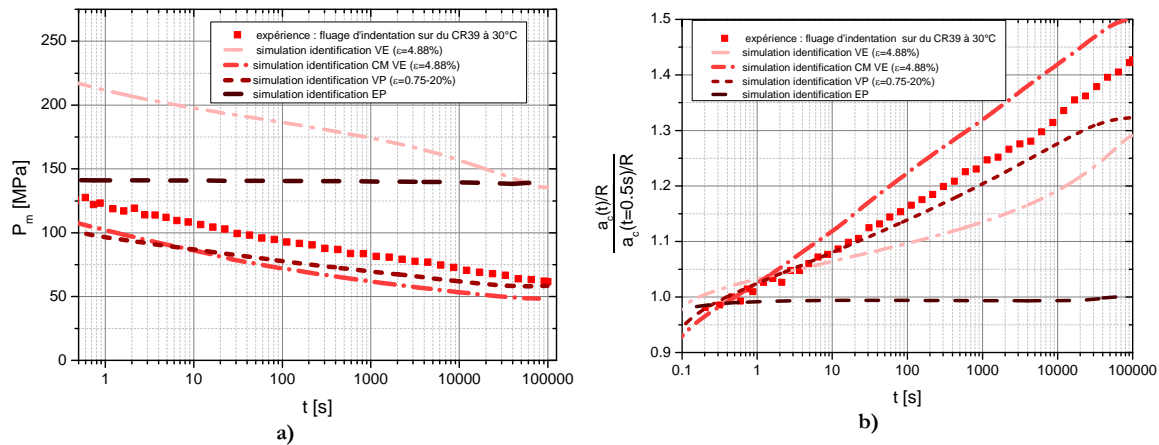 expérience : fluage d'indentation sur du CR39 à 30°C
simulation identification VE (ε=4.88%)
simulation identification CM VE (ε=4.88%)
simulation identification VP (ε=0.75-20%)
simulation identification EP
275
250
200
150
100
50
0
P_m [MPa]
1
10
100
1000
10000
100000
t [s]
a)
expérience : fluage d'indentation sur du CR39 à 30°C
simulation identification VE (ε=4.88%)
simulation identification CM VE (ε=4.88%)
simulation identification VP (ε=0.75-20%)
simulation identification EP
1.5
1.4
1.3
1.2
1.1
1.0
0.9
a_c(t)/R
a_c(t=0.5s)/R
0.1
1
10
100
1000
10000
100000
t [s]
b)